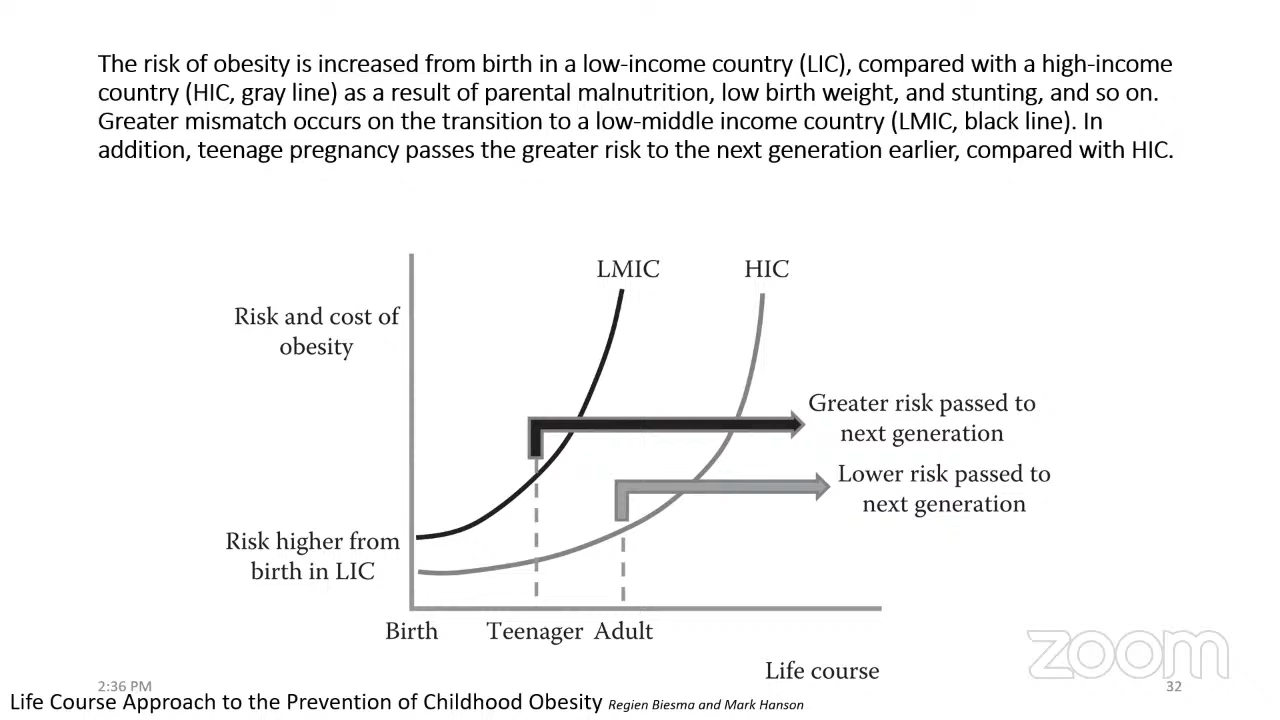 The risk of obesity is increased from birth in a low-income country (LIC), compared with a high-income
country (HIC, gray line) as a result of parental malnutrition, low birth weight, and stunting, and so on.
Greater mismatch occurs on the transition to a low-middle income country (LMIC, black line). In
addition, teenage pregnancy passes the greater risk to the next generation earlier, compared with HIC.
LMIC
HIC
Risk and cost of
obesity
Greater risk passed to
next generation
Lower risk passed to
next generation
Risk higher from
birth in LIC
Birth
Teenager
Adult
Life course
zoom
2:36 PM
32
Life Course Approach to the Prevention of Childhood Obesity Regien Biesma and Mark Hanson